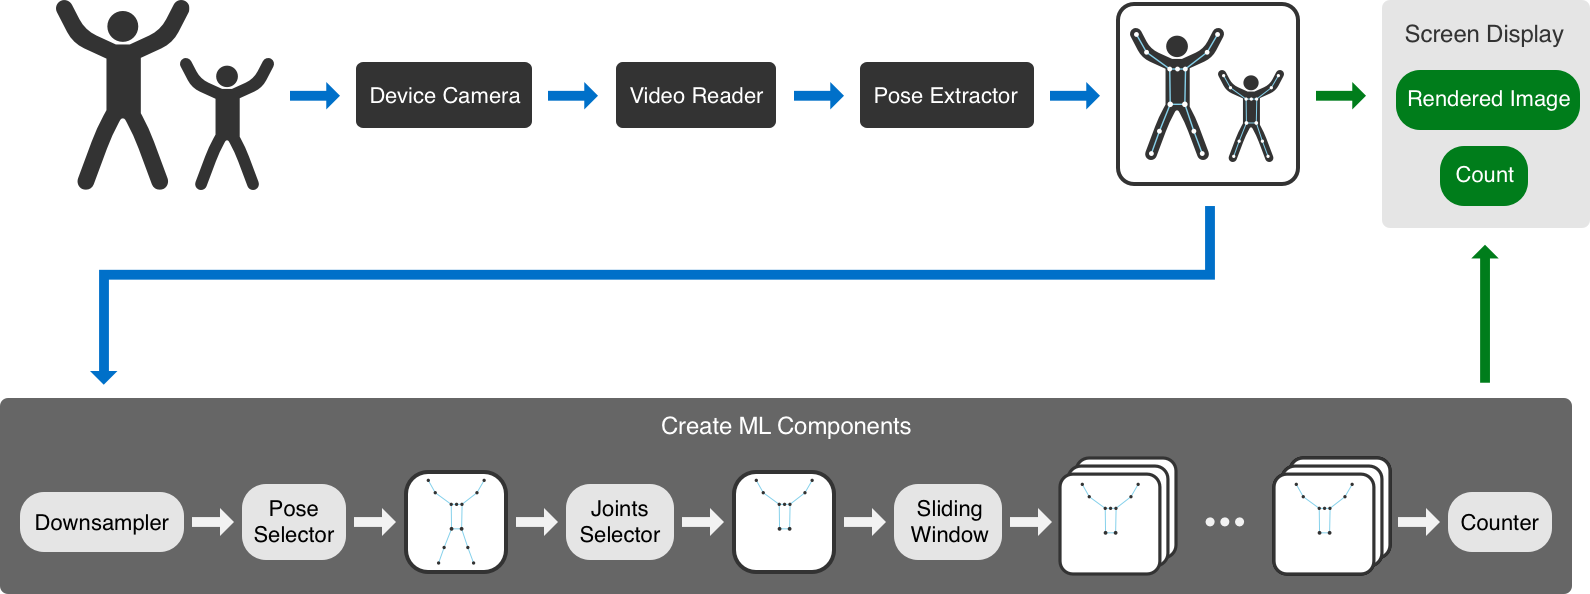 Device Camera
Video Reader
Pose Extractor
Screen Display
Rendered Image
Count
Create ML Components
Downsampler
Pose
Selector
Joints
Selector
Sliding
Window
Counter